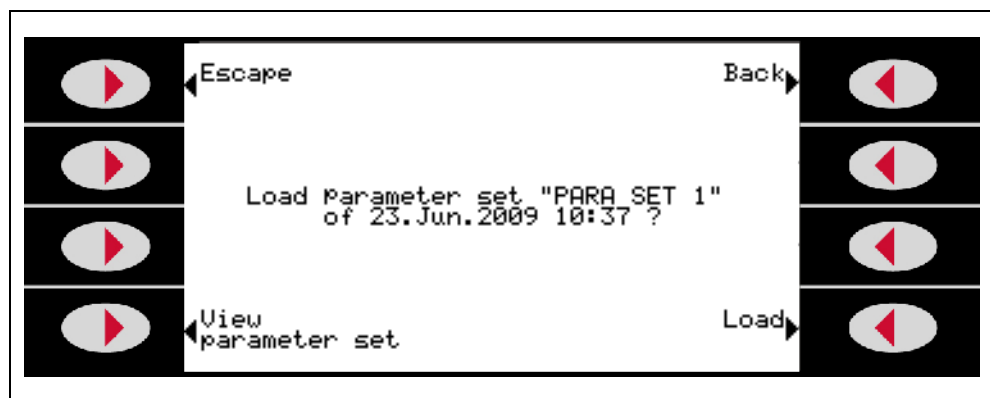 Escape
Back
Load parameter set "PARA SET 1"
of 23.Jun.2009 10:37 ?
View
parameter set
Load